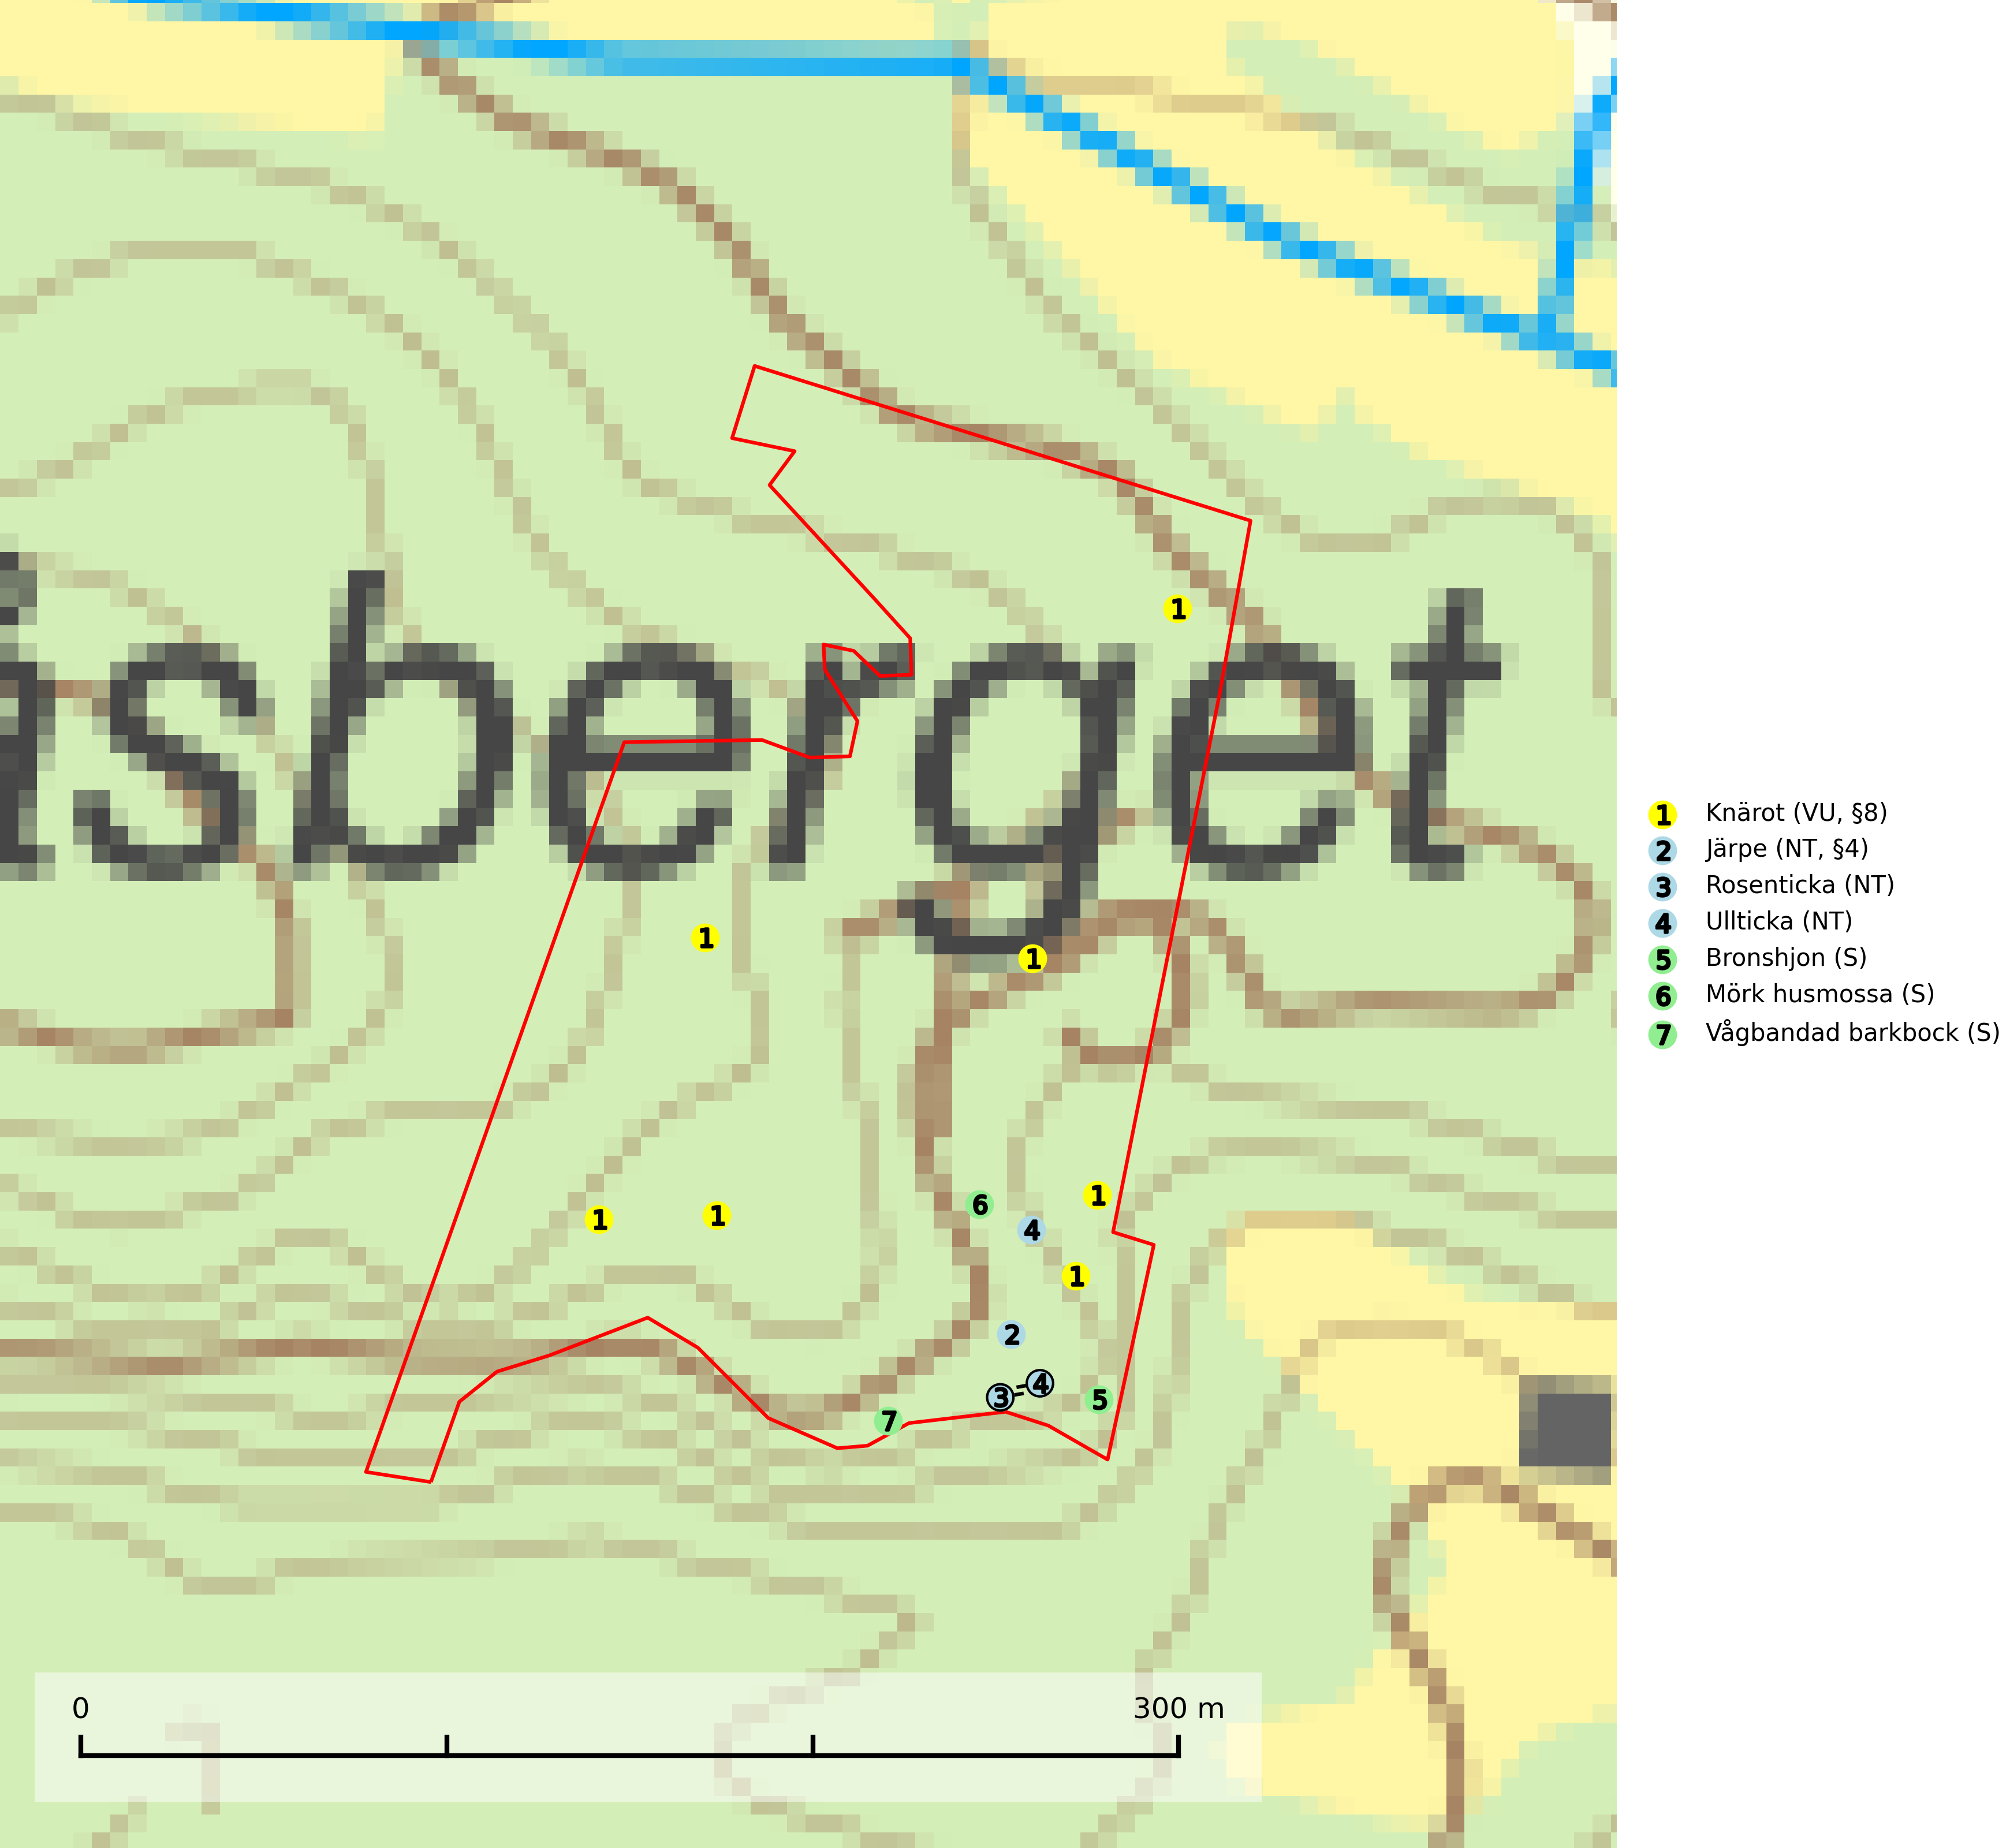 sberget
1
1
1
1
1
1
6
4
1
2
3
4
5
7
1 Knärot (VU, §8)
2 Järpe (NT, §4)
3 Rosenticka (NT)
4 Ullticka (NT)
5 Bronshjon (S)
6 Mörk husmossa (S)
7 Vågbandad barkbock (S)
0 300 m